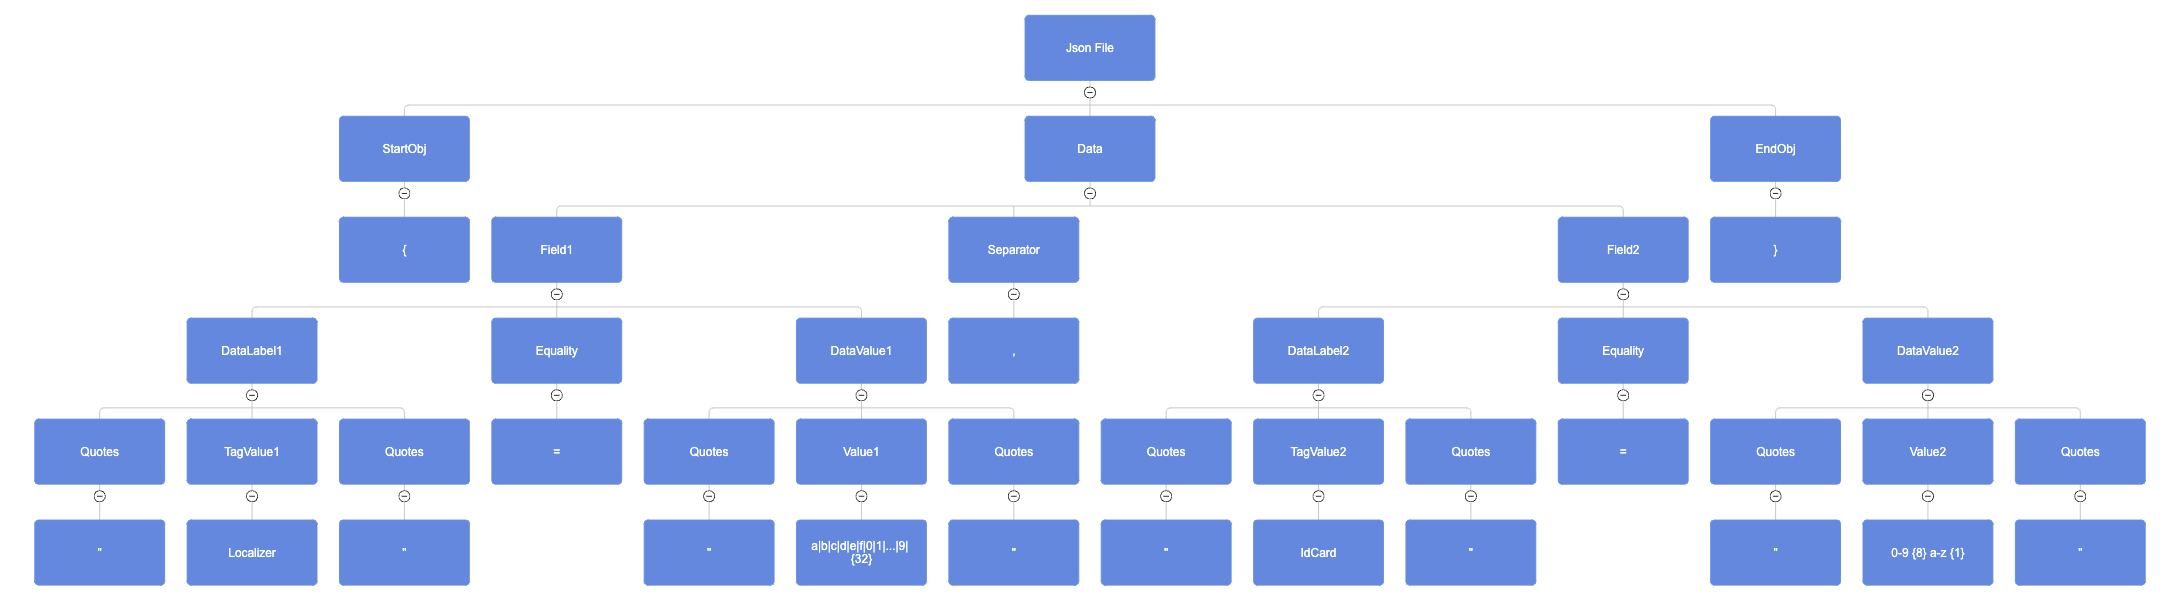 Json File
StartObj
Data
EndObj
{
Field1
Separator
Field2
}
DataLabel1
Equality
DataValue1
,
DataLabel2
Equality
DataValue2
Quotes
TagValue1
Quotes
=
Quotes
Value1
Quotes
Quotes
TagValue2
Quotes
=
Quotes
Value2
Quotes
"
Localizer
"
"
a|b|c|d|e|f|0|1|...|9|
{32}
"
"
IdCard
"
"
0-9 {8} a-z {1}
"